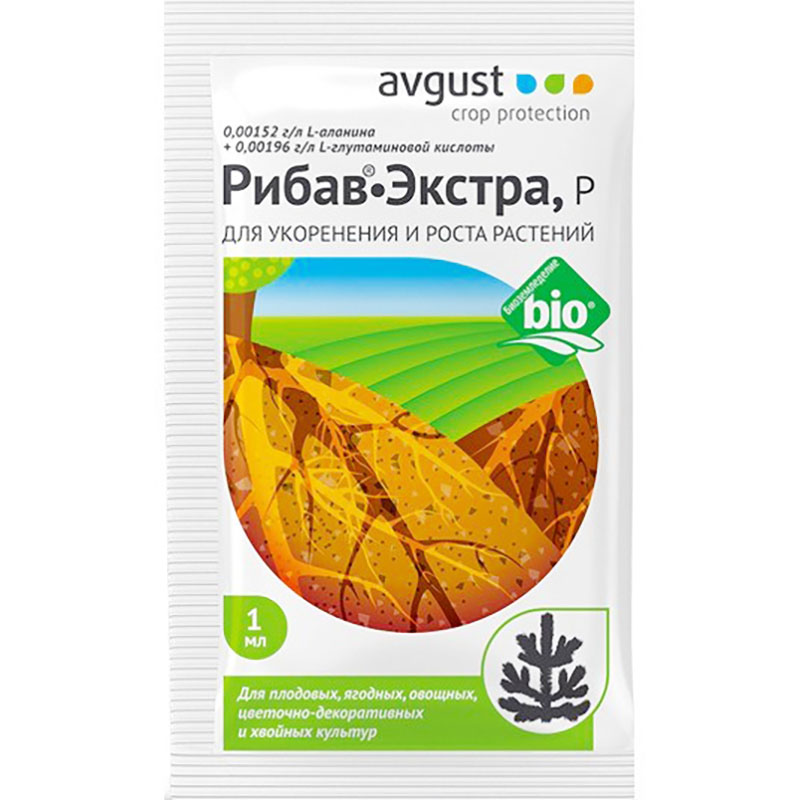 avgust
crop protection
0,00152 г/л L-аланина
+ 0,00196 г/л L-глутаминовой кислоты
Рибав®•Экстра, Р
ДЛЯ УКОРЕНЕНИЯ И РОСТА РАСТЕНИЙ
Биоземледелие
bio®
1
мл
Для плодовых, ягодных, овощных,
цветочно-декоративных
и хвойных культур